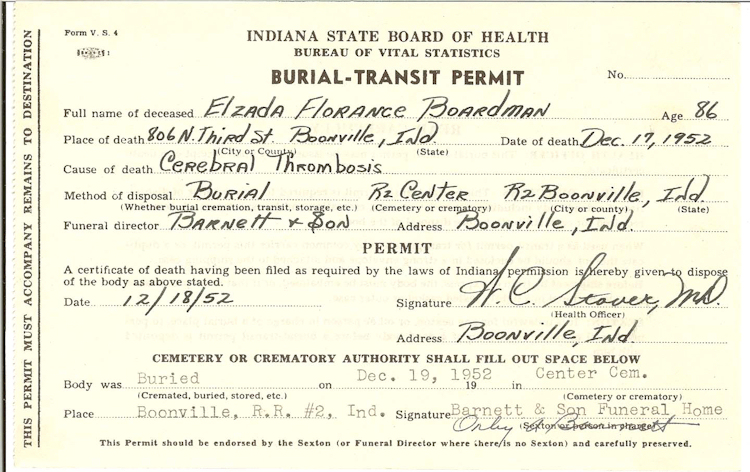 Form V. S. 4
INDIANA STATE BOARD OF HEALTH
BUREAU OF VITAL STATISTICS
BURIAL-TRANSIT PERMIT
No.
Full name of deceased Elzada Florance Boardman Age 86
Place of death 806 N. Third St. Boonville, Ind. Date of death Dec. 17, 1952
(City or County) (State)
Cause of death Cerebral Thrombosis
Method of disposal Burial R2 Center R2 Boonville, Ind.
(Whether burial cremation, transit, storage, etc.) (Cemetery or crematory) (City or county) (State)
Funeral director Barnett & Son Address Boonville, Ind.
PERMIT
A certificate of death having been filed as required by the laws of Indiana permission is hereby given to dispose
of the body as above stated.
Date 12/18/52 Signature W. C. Stover, MD.
(Health Officer)
Address Boonville, Ind.
CEMETERY OR CREMATORY AUTHORITY SHALL FILL OUT SPACE BELOW
Body was Buried on Dec. 19, 1952 19 in Center Cem.
(Cremated, buried, stored, etc.) (Cemetery or crematory)
Place Boonville, R.R. #2, Ind. Signature Barnett & Son Funeral Home
(Sexton or person in charge)
This Permit should be endorsed by the Sexton (or Funeral Director where there is no Sexton) and carefully preserved.
THIS PERMIT MUST ACCOMPANY REMAINS TO DESTINATION